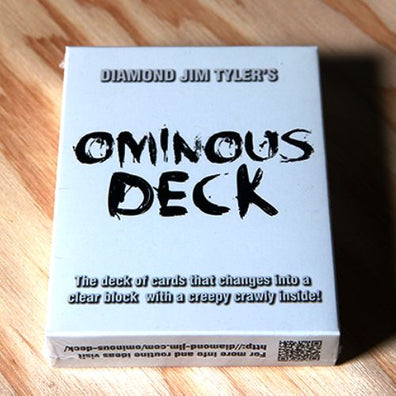 DIAMOND JIM TYLER'S
OMINOUS
DECK
The deck of cards that changes into a
clear block with a creepy crawly inside!
For more info and routine ideas visit
http://diamond-jim.com/ominous-deck/